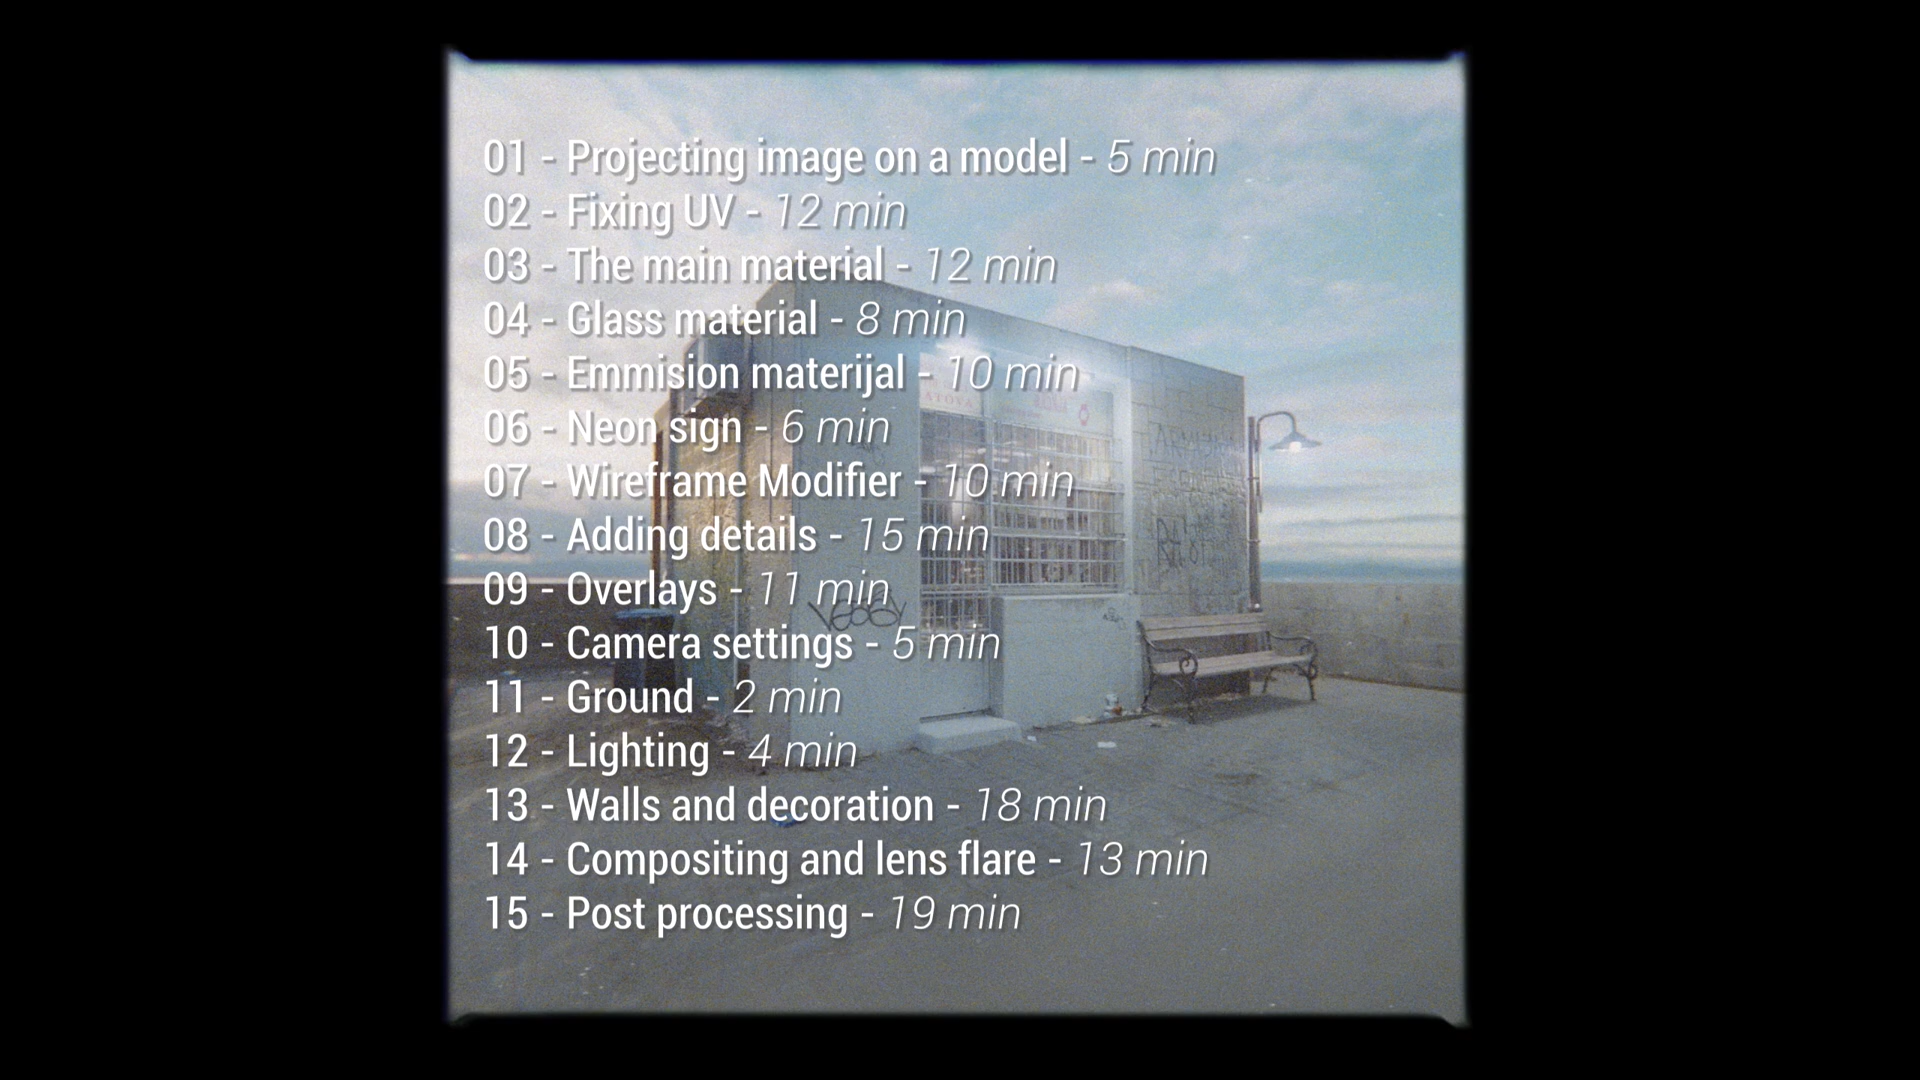 01 - Projecting image on a model - 5 min
02 - Fixing UV - 12 min
03 - The main material - 12 min
04 - Glass material - 8 min
05 - Emmision materijal - 10 min
06 - Neon sign - 6 min
07 - Wireframe Modifier - 10 min
08 - Adding details - 15 min
09 - Overlays - 11 min
10 - Camera settings - 5 min
11 - Ground - 2 min
12 - Lighting - 4 min
13 - Walls and decoration - 18 min
14 - Compositing and lens flare - 13 min
15 - Post processing - 19 min